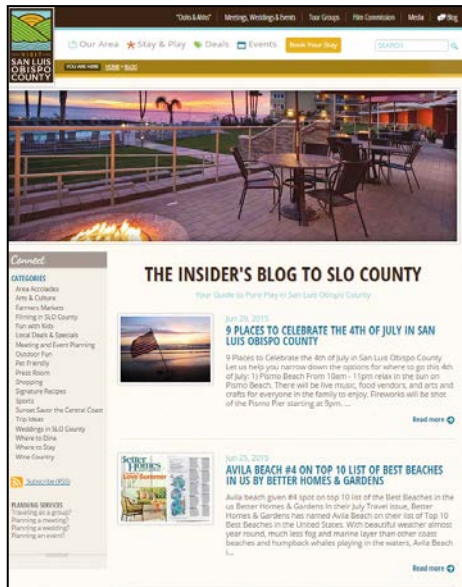 "Oohs & Ahhs" Meetings, Weddings & Events Tour Groups Film Commission Media Blog
VISIT
SAN LUIS
OBISPO
COUNTY
Our Area Stay & Play Deals Events Book Your Stay SEARCH
YOU ARE HERE HOME > BLOG
Connect
CATEGORIES
Area Accolades
Arts & Culture
Farmers Markets
Filming in SLO County
Fun with Kids
Local Deals & Specials
Meeting and Event Planning
Outdoor Fun
Pet Friendly
Press Room
Shopping
Signature Recipes
Sports
Sunset Savor the Central Coast
Trip Ideas
Weddings in SLO County
Where to Dine
Where to Stay
Wine Country
Subscribe (RSS)
PLANNING SERVICES
Traveling as a group?
Planning a meeting?
Planning a wedding?
Planning an event?
THE INSIDER'S BLOG TO SLO COUNTY
Your Guide to Pure Play in San Luis Obispo County
Jun 29, 2015
9 PLACES TO CELEBRATE THE 4TH OF JULY IN SAN
LUIS OBISPO COUNTY
9 Places to Celebrate the 4th of July in San Luis Obispo County
Let us help you narrow down the options for where to go this 4th
of July: 1) Pismo Beach From 10am - 11pm relax in the sun on
Pismo Beach. There will be live music, food vendors, and arts and
crafts for everyone in the family to enjoy. Fireworks will be shot
of the Pismo Pier starting at 9pm. ...
Read more
Better
Homes
Love Summer
Jun 25, 2015
AVILA BEACH #4 ON TOP 10 LIST OF BEST BEACHES
IN US BY BETTER HOMES & GARDENS
Avila beach given #4 spot on top 10 list of the Best Beaches in the
us Better Homes & Gardens In their July Travel issue, Better
Homes & Gardens has named Avila Beach on their list of Top 10
Best Beaches in the United States. With beautiful weather almost
year round, much less fog and marine layer than other coast
beaches and humpback whales playing in the waters, Avila Beach
i...
Read more